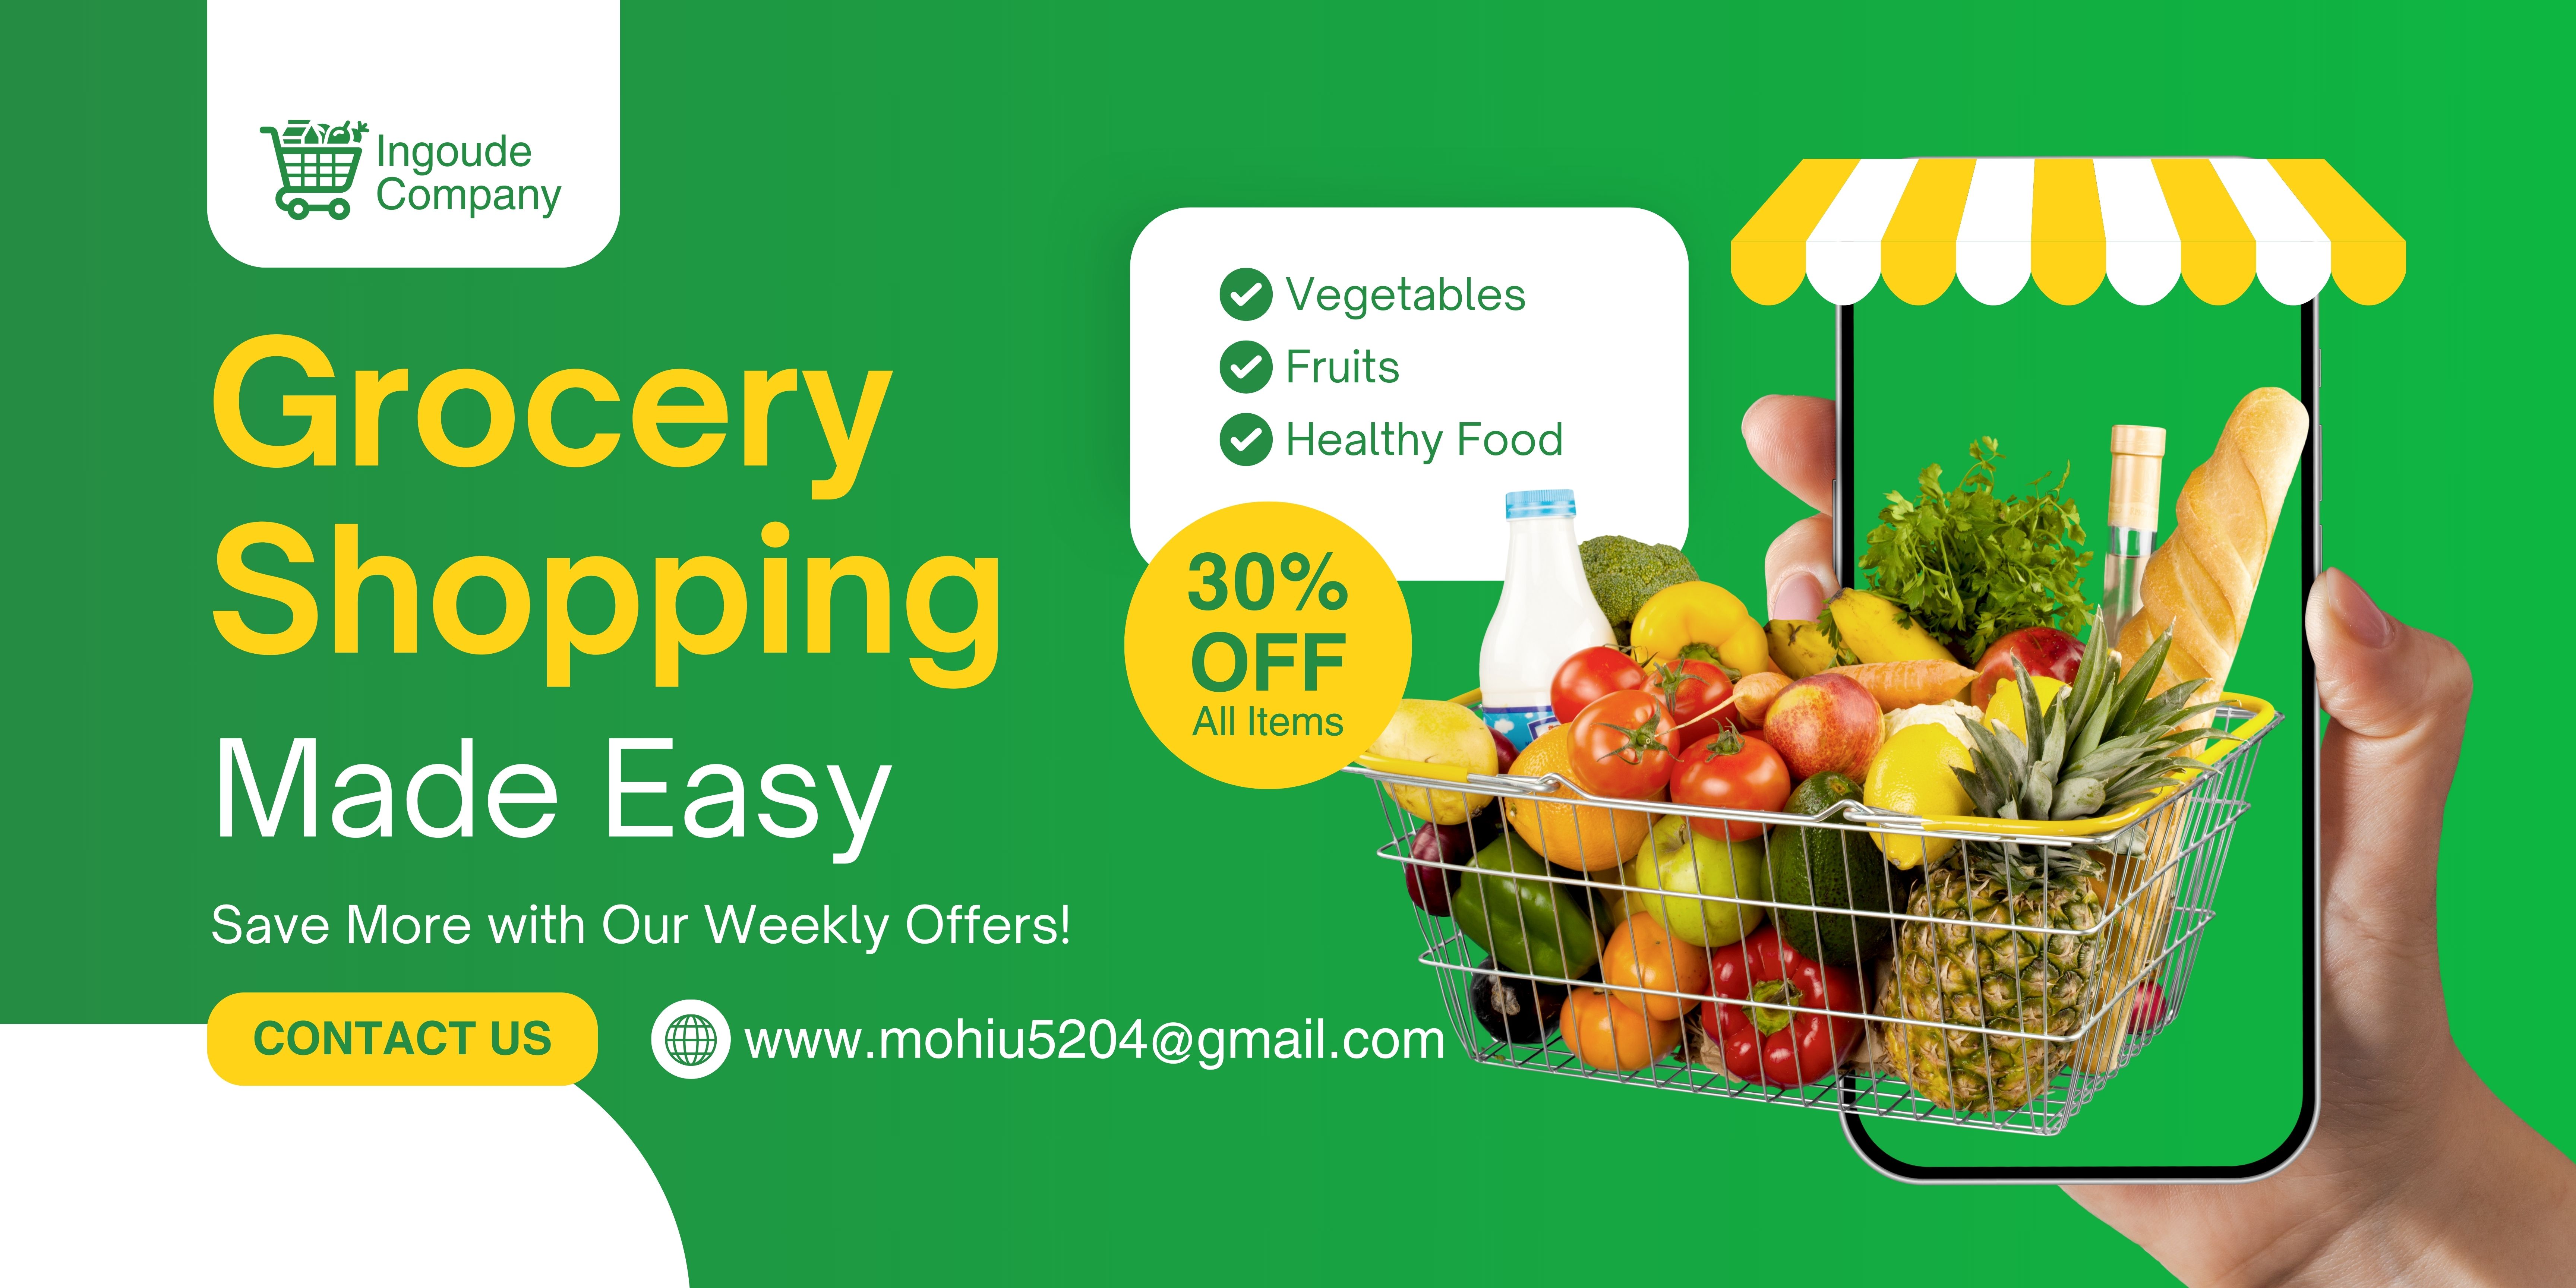 Ingoude
Company
Grocery
Shopping
Made Easy
Save More with Our Weekly Offers!
CONTACT US
www.mohiu5204@gmail.com
Vegetables
Fruits
Healthy Food
30%
OFF
All Items